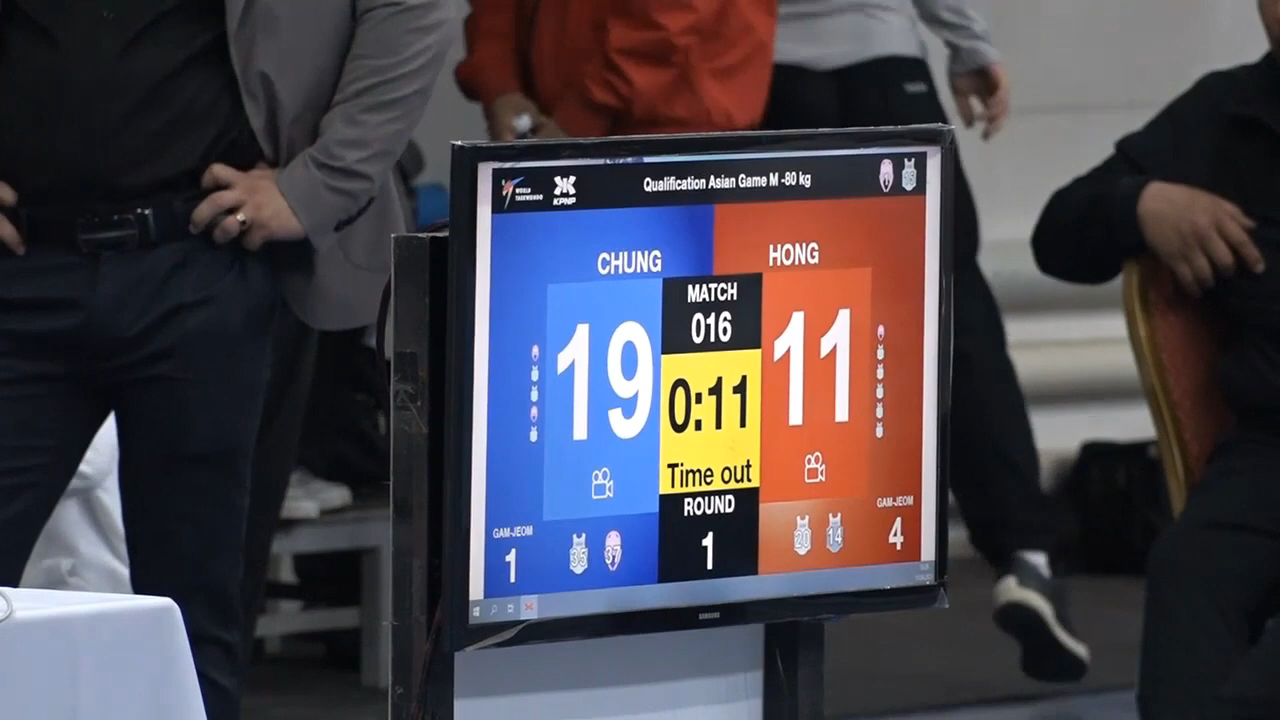 WORLD
TAEKWONDO
KPNP
Qualification Asian Game M -80 kg
CHUNG
HONG
MATCH
016
19
11
0:11
Time out
ROUND
1
GAM-JEOM
1
35
37
20
14
GAM-JEOM
4
SAMSUNG